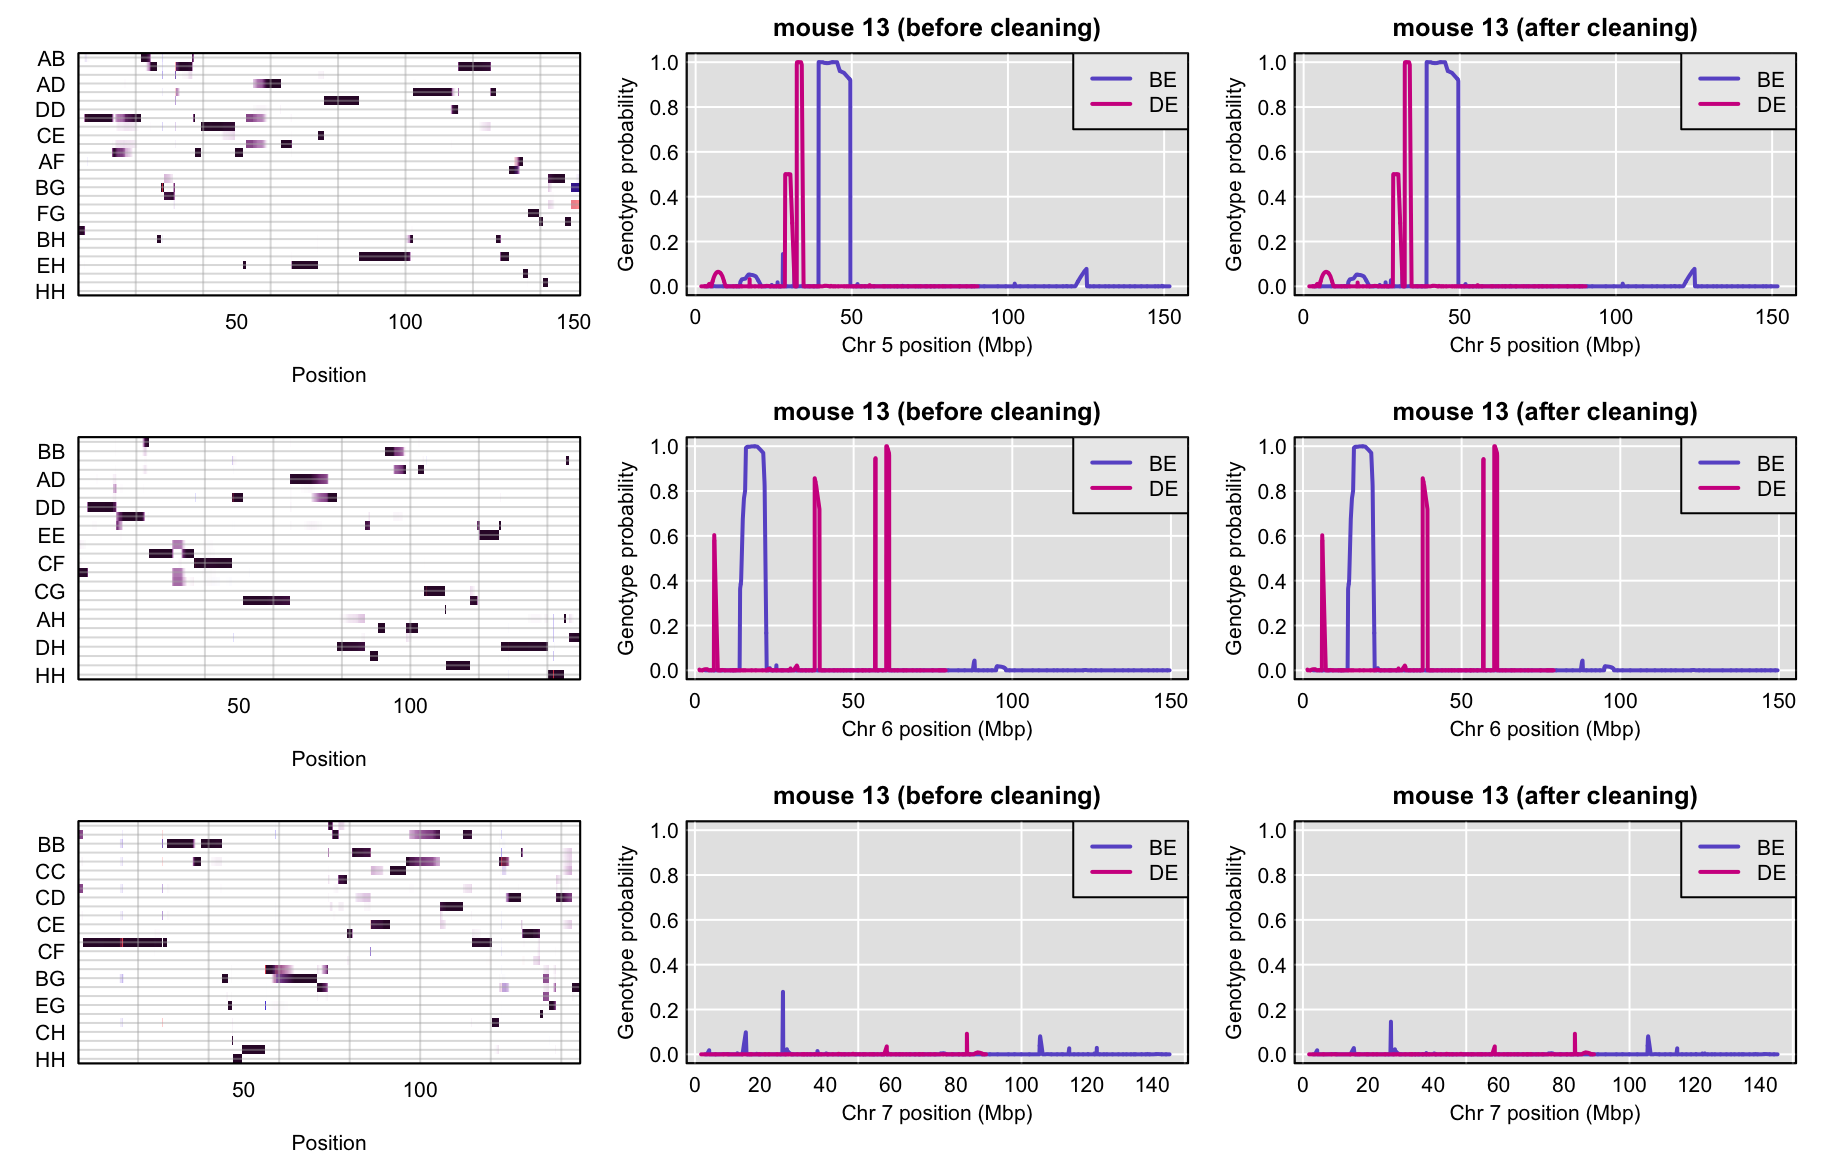 mouse 13 (before cleaning)
mouse 13 (after cleaning)
AB
AD
DD
CE
AF
BG
FG
BH
EH
HH
50
100
150
Position
Genotype probability
1.0
0.8
0.6
0.4
0.2
0.0
BE
DE
0
50
100
150
Chr 5 position (Mbp)
Genotype probability
1.0
0.8
0.6
0.4
0.2
0.0
BE
DE
0
50
100
150
Chr 5 position (Mbp)
mouse 13 (before cleaning)
mouse 13 (after cleaning)
BB
AD
DD
EE
CF
CG
AH
DH
HH
50
100
Position
Genotype probability
1.0
0.8
0.6
0.4
0.2
0.0
BE
DE
0
50
100
150
Chr 6 position (Mbp)
Genotype probability
1.0
0.8
0.6
0.4
0.2
0.0
BE
DE
0
50
100
150
Chr 6 position (Mbp)
mouse 13 (before cleaning)
mouse 13 (after cleaning)
BB
CC
CD
CE
CF
BG
EG
CH
HH
50
100
Position
Genotype probability
1.0
0.8
0.6
0.4
0.2
0.0
BE
DE
0
20
40
60
80
100
120
140
Chr 7 position (Mbp)
Genotype probability
1.0
0.8
0.6
0.4
0.2
0.0
BE
DE
0
20
40
60
80
100
120
140
Chr 7 position (Mbp)